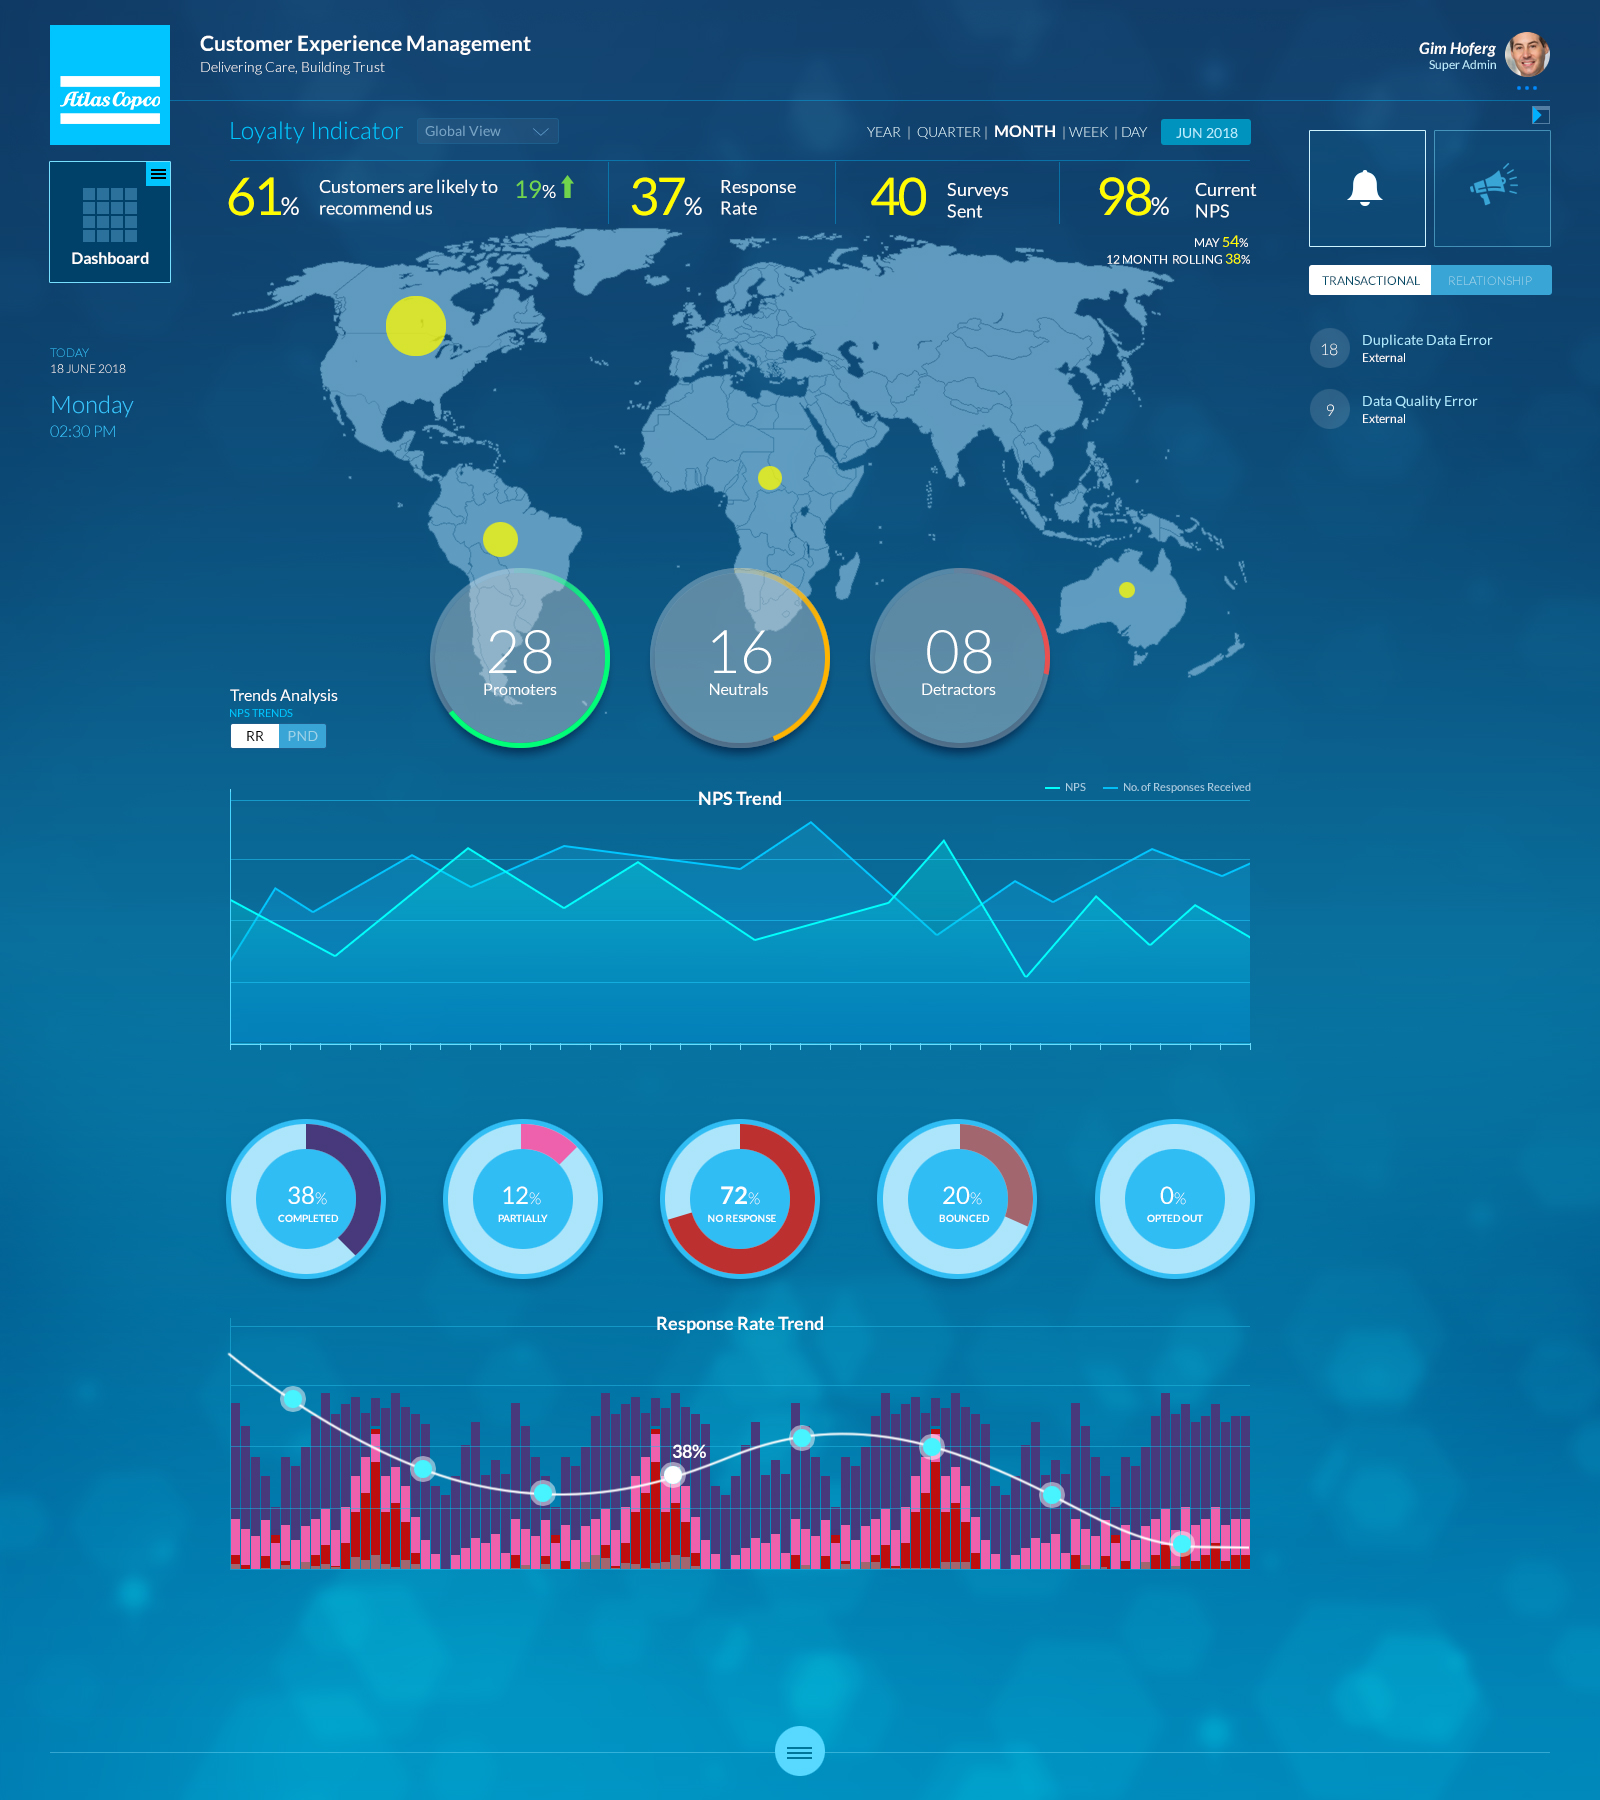 Atlas Copco
Customer Experience Management
Delivering Care, Building Trust
Gim Hoferg
Super Admin
Dashboard
TODAY
18 JUNE 2018
Monday
02:30 PM
Loyalty Indicator
Global View
YEAR | QUARTER | MONTH | WEEK | DAY
JUN 2018
61%
Customers are likely to
recommend us
19%
37%
Response
Rate
40
Surveys
Sent
98%
Current
NPS
MAY 54%
12 MONTH ROLLING 38%
TRANSACTIONAL
RELATIONSHIP
18
Duplicate Data Error
External
9
Data Quality Error
External
28
Promoters
16
Neutrals
08
Detractors
Trends Analysis
NPS TRENDS
RR
PND
NPS Trend
NPS
No. of Responses Received
38%
COMPLETED
12%
PARTIALLY
72%
NO RESPONSE
20%
BOUNCED
0%
OPTED OUT
Response Rate Trend
38%